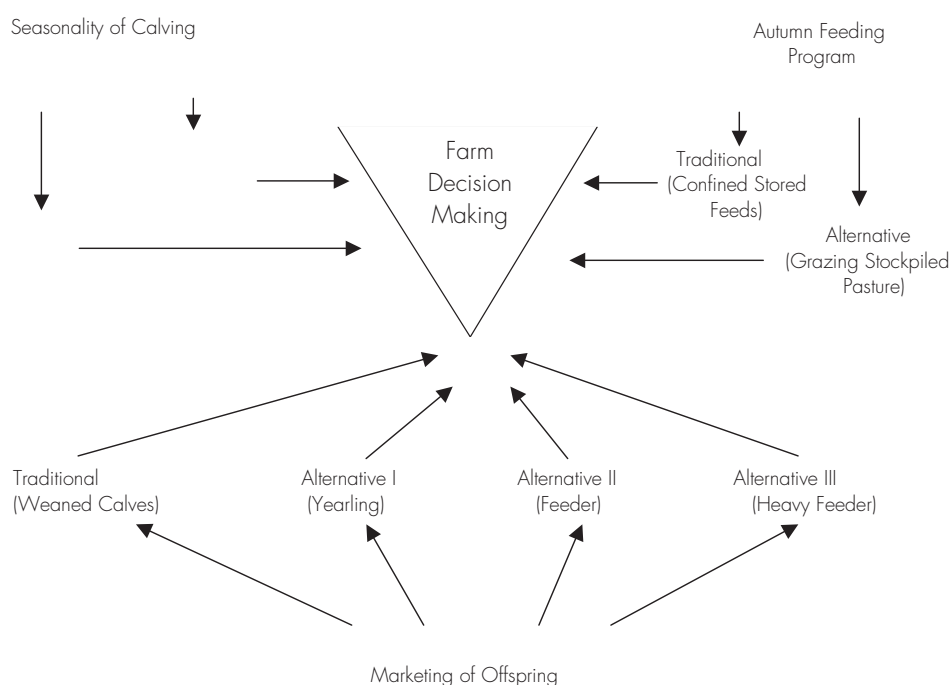 Seasonality of Calving
Autumn Feeding
Program
Farm
Decision
Making
Traditional
(Confined Stored
Feeds)
Alternative
(Grazing Stockpiled
Pasture)
Traditional
(Weaned Calves)
Alternative I
(Yearling)
Alternative II
(Feeder)
Alternative III
(Heavy Feeder)
Marketing of Offspring